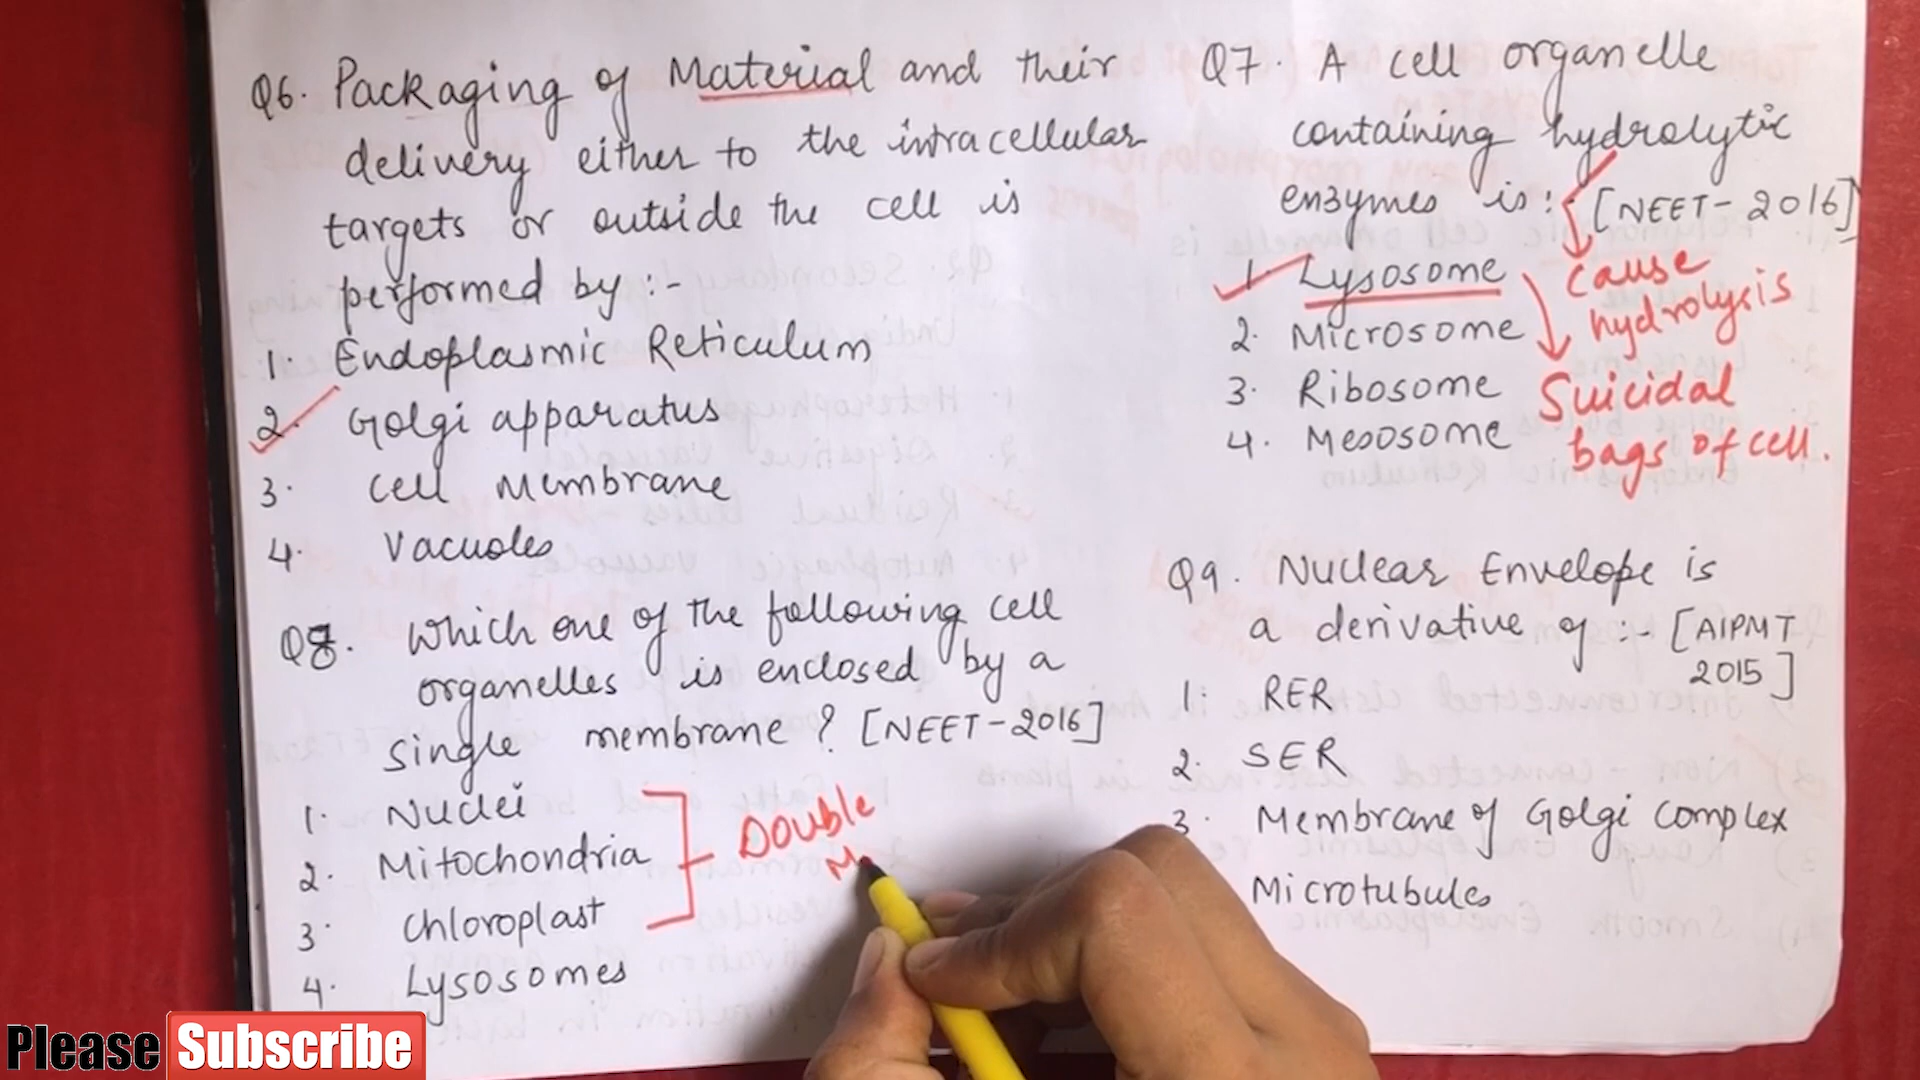 Q6. Packaging of Material and their
delivery either to the intracellular
targets or outside the cell is
performed by :-
1. Endoplasmic Reticulum
2. Golgi apparatus
3. Cell Membrane
4. Vacuoles
Q8. Which one of the following cell
organelles is enclosed by a
single membrane? [NEET-2016]
1. Nuclei
2. Mitochondria
3. Chloroplast
4. Lysosomes
Double
M
Q7. A cell organelle
containing hydrolytic
enzymes is :- [NEET-2016]
1. Lysosome
2. Microsome
3. Ribosome
4. Mesosome
cause
hydrolysis
Suicidal
bags of cell.
Q9. Nuclear Envelope is
a derivative of :- [AIPMT
2015]
1. RER
2. SER
3. Membrane of Golgi Complex
Microtubules
Please Subscribe